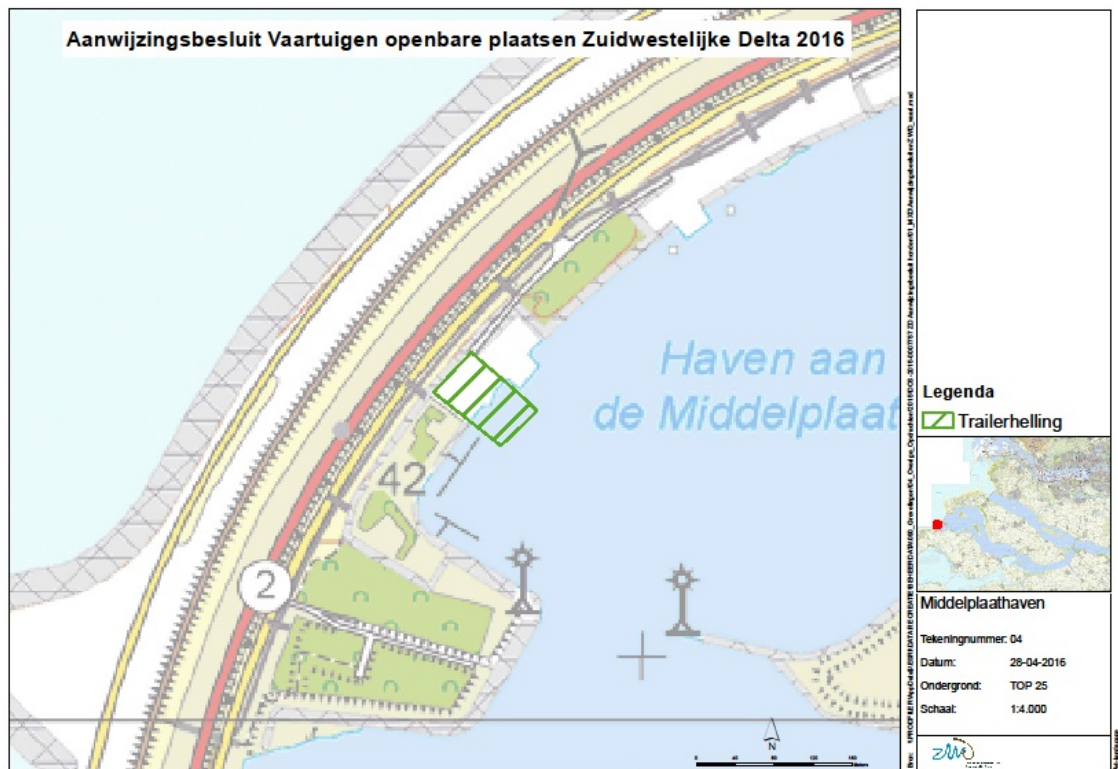 Aanwijzingsbesluit Vaartuigen openbare plaatsen Zuidwestelijke Delta 2016
Haven aan
de Middelplaat
42
2
N
Legenda
Trailerhelling
Middelplaathaven
Tekeningnummer: 04
Datum: 28-04-2016
Ondergrond: TOP 25
Schaal: 1:4.000